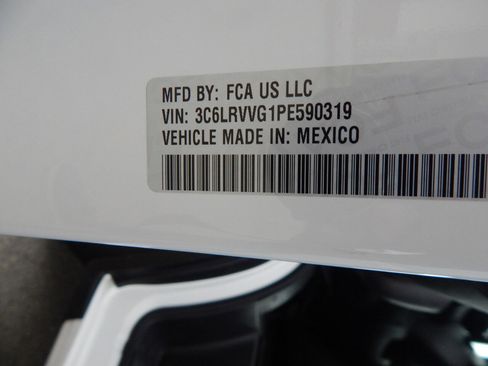 MFD BY: FCA US LLC
VIN: 3C6LRVVG1PE590319
VEHICLE MADE IN: MEXICO